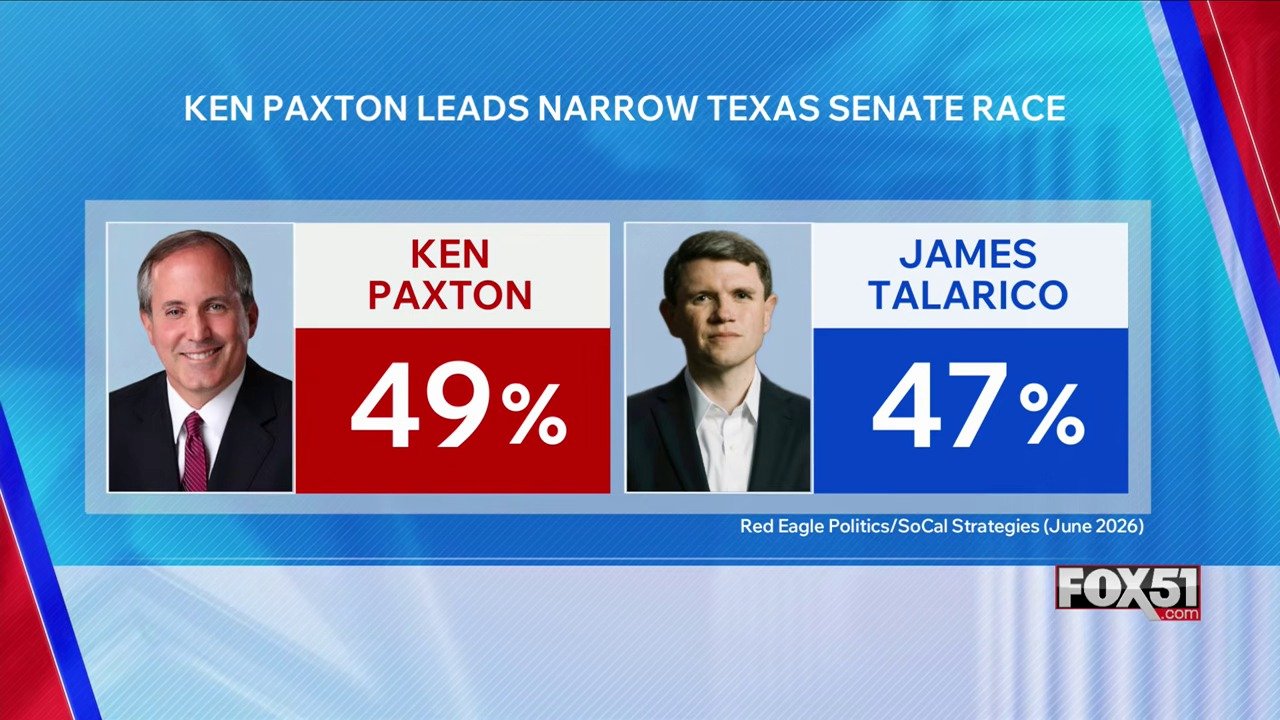 KEN PAXTON LEADS NARROW TEXAS SENATE RACE
KEN
PAXTON
49%
JAMES
TALARICO
47%
Red Eagle Politics/SoCal Strategies (June 2026)
FOX51
.com